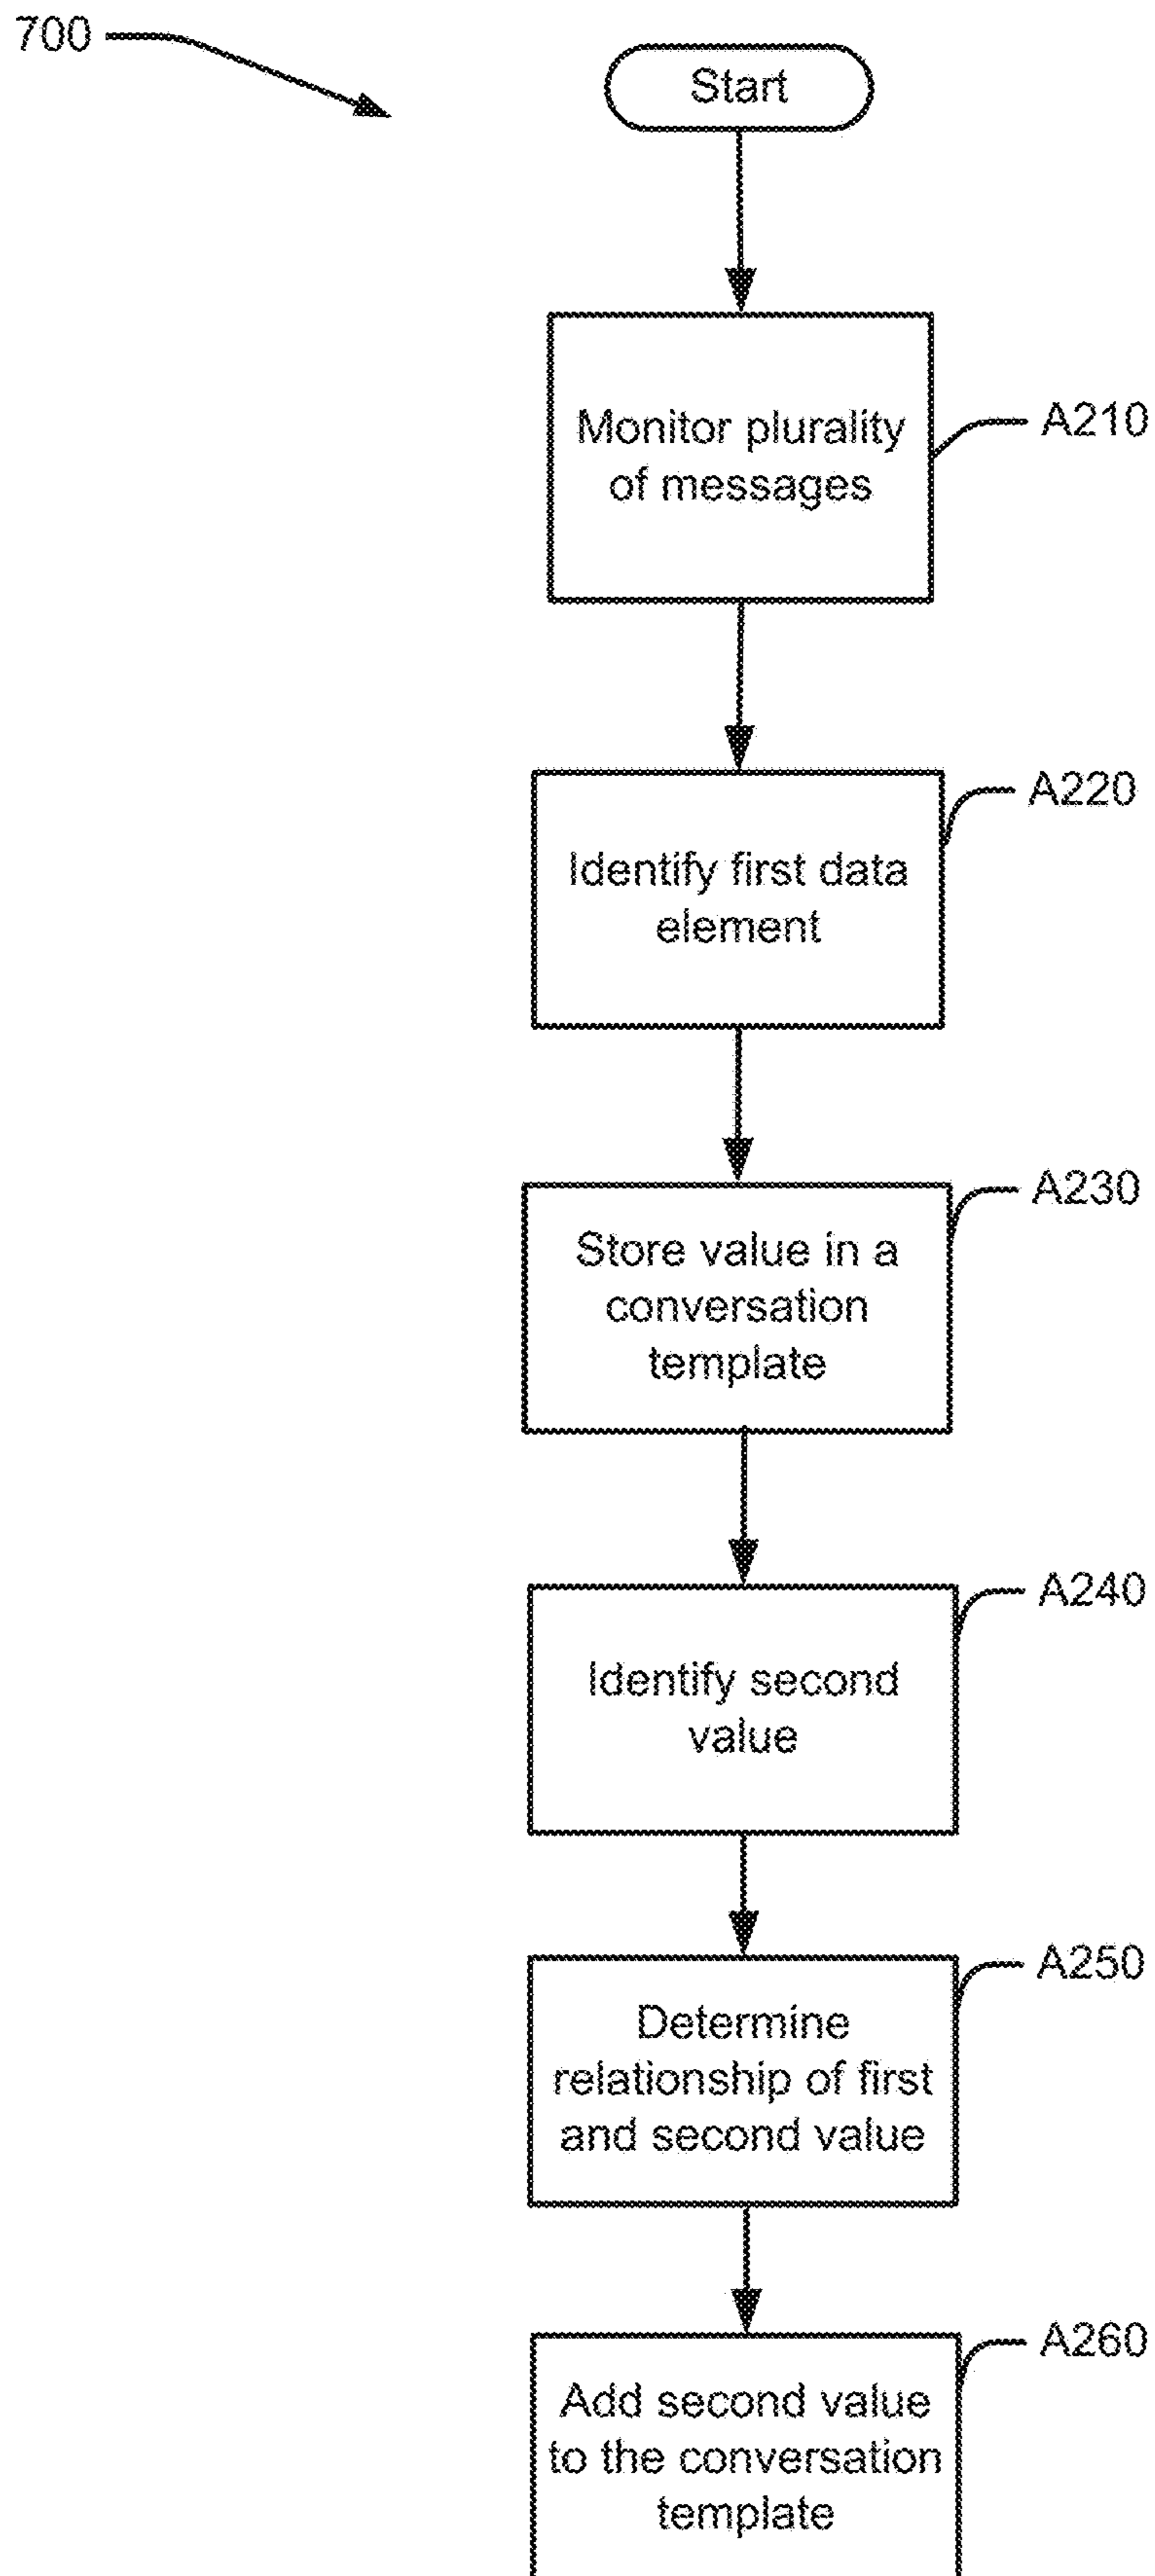 700
Start
Monitor plurality
of messages
A210
Identify first data
element
A220
Store value in a
conversation
template
A230
Identify second
value
A240
Determine
relationship of first
and second value
A250
Add second value
to the conversation
template
A260